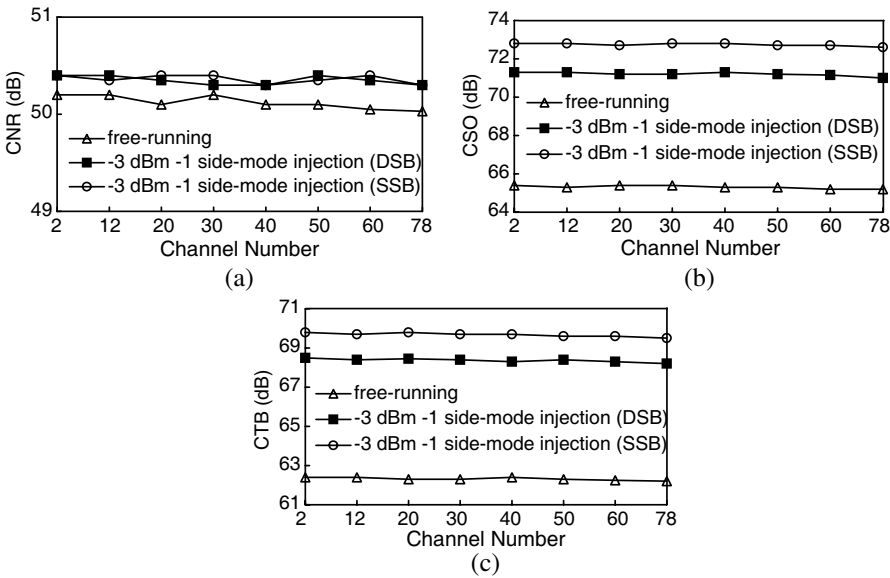 51
50
49
CNR (dB)
free-running
-3 dBm -1 side-mode injection (DSB)
-3 dBm -1 side-mode injection (SSB)
2 12 20 30 40 50 60 78
Channel Number
(a)
74
72
70
68
66
64
CSO (dB)
free-running
-3 dBm -1 side-mode injection (DSB)
-3 dBm -1 side-mode injection (SSB)
2 12 20 30 40 50 60 78
Channel Number
(b)
71
69
67
65
63
61
CTB (dB)
free-running
-3 dBm -1 side-mode injection (DSB)
-3 dBm -1 side-mode injection (SSB)
2 12 20 30 40 50 60 78
Channel Number
(c)